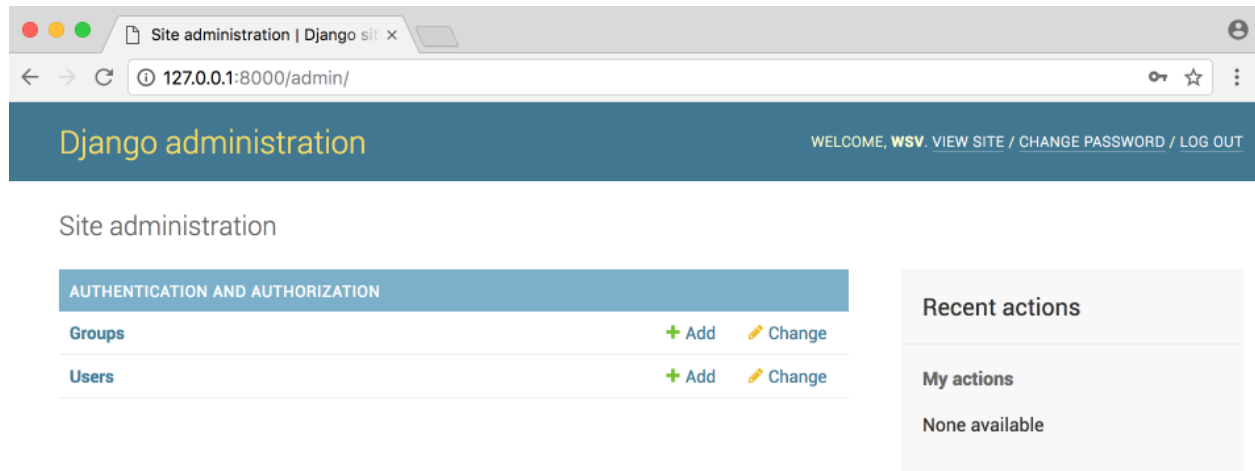 Site administration | Django sit
127.0.0.1:8000/admin/
Django administration
WELCOME, WSV. VIEW SITE / CHANGE PASSWORD / LOG OUT
Site administration
AUTHENTICATION AND AUTHORIZATION
Groups Add Change
Users Add Change
Recent actions
My actions
None available